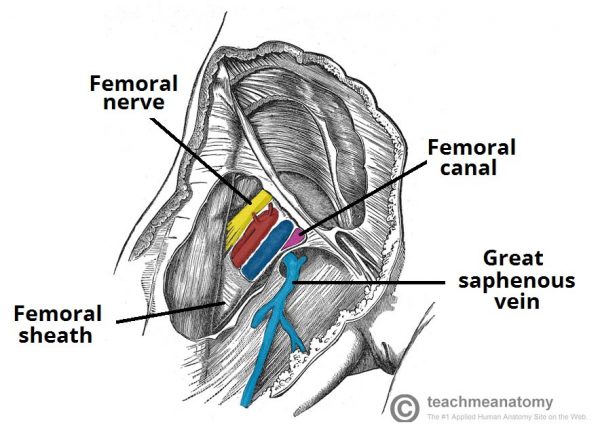 Femoral
nerve
Femoral
canal
Great
saphenous
vein
Femoral
sheath
© teachmeanatomy
The #1 Applied Human Anatomy Site on the Web.